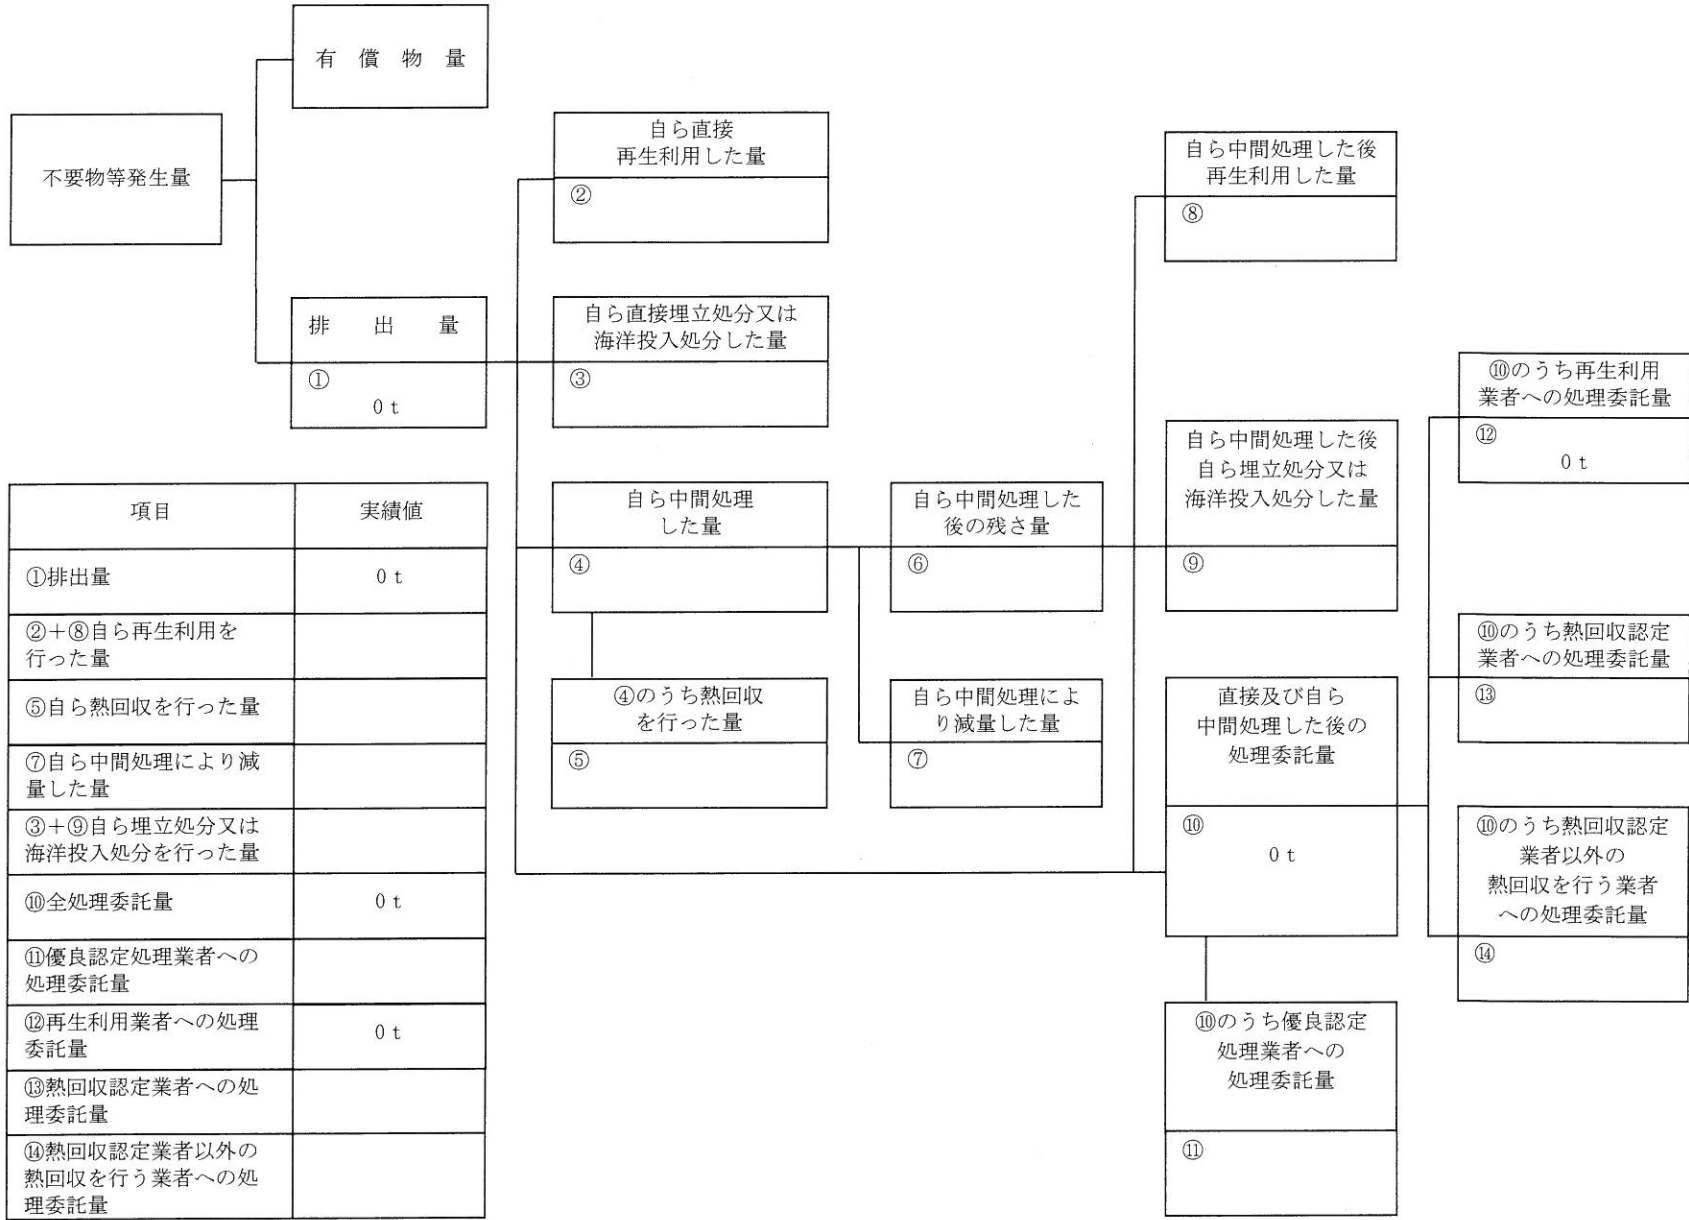 有　償　物　量
不要物等発生量
排　出　量
①
0 t
自ら直接
再生利用した量
②
自ら直接埋立処分又は
海洋投入処分した量
③
自ら中間処理
した量
④
④のうち熱回収
を行った量
⑤
自ら中間処理した
後の残さ量
⑥
自ら中間処理によ
り減量した量
⑦
自ら中間処理した後
再生利用した量
⑧
自ら中間処理した後
自ら埋立処分又は
海洋投入処分した量
⑨
直接及び自ら
中間処理した後の
処理委託量
⑩
0 t
⑩のうち優良認定
処理業者への
処理委託量
⑪
⑩のうち再生利用
業者への処理委託量
⑫
0 t
⑩のうち熱回収認定
業者への処理委託量
⑬
⑩のうち熱回収認定
業者以外の
熱回収を行う業者
への処理委託量
⑭
項目　実績値
①排出量　0 t
②＋⑧自ら再生利用を
行った量
⑤自ら熱回収を行った量
⑦自ら中間処理により減
量した量
③＋⑨自ら埋立処分又は
海洋投入処分を行った量
⑩全処理委託量　0 t
⑪優良認定処理業者への
処理委託量
⑫再生利用業者への処理
委託量　0 t
⑬熱回収認定業者への処
理委託量
⑭熱回収認定業者以外の
熱回収を行う業者への処
理委託量